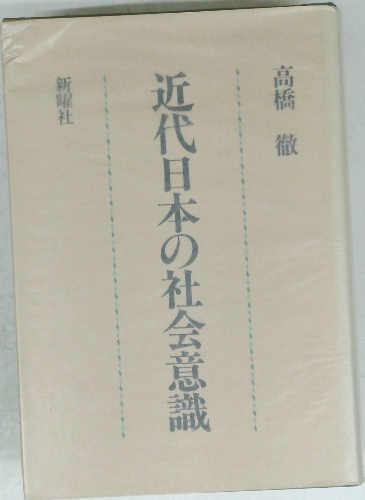 高橋 徹
近代日本の社会意識
新曜社